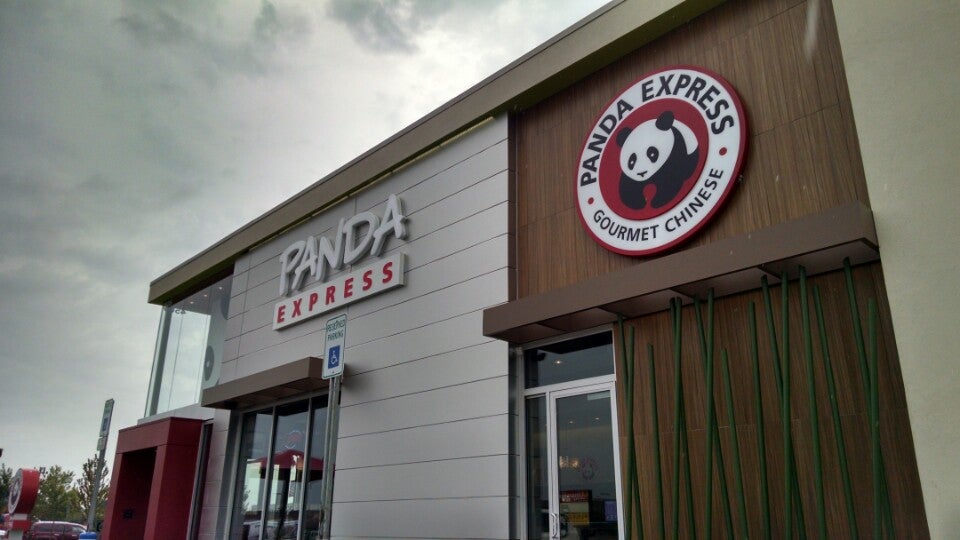 PANDA
EXPRESS
PANDA EXPRESS
GOURMET CHINESE
RESERVED
PARKING